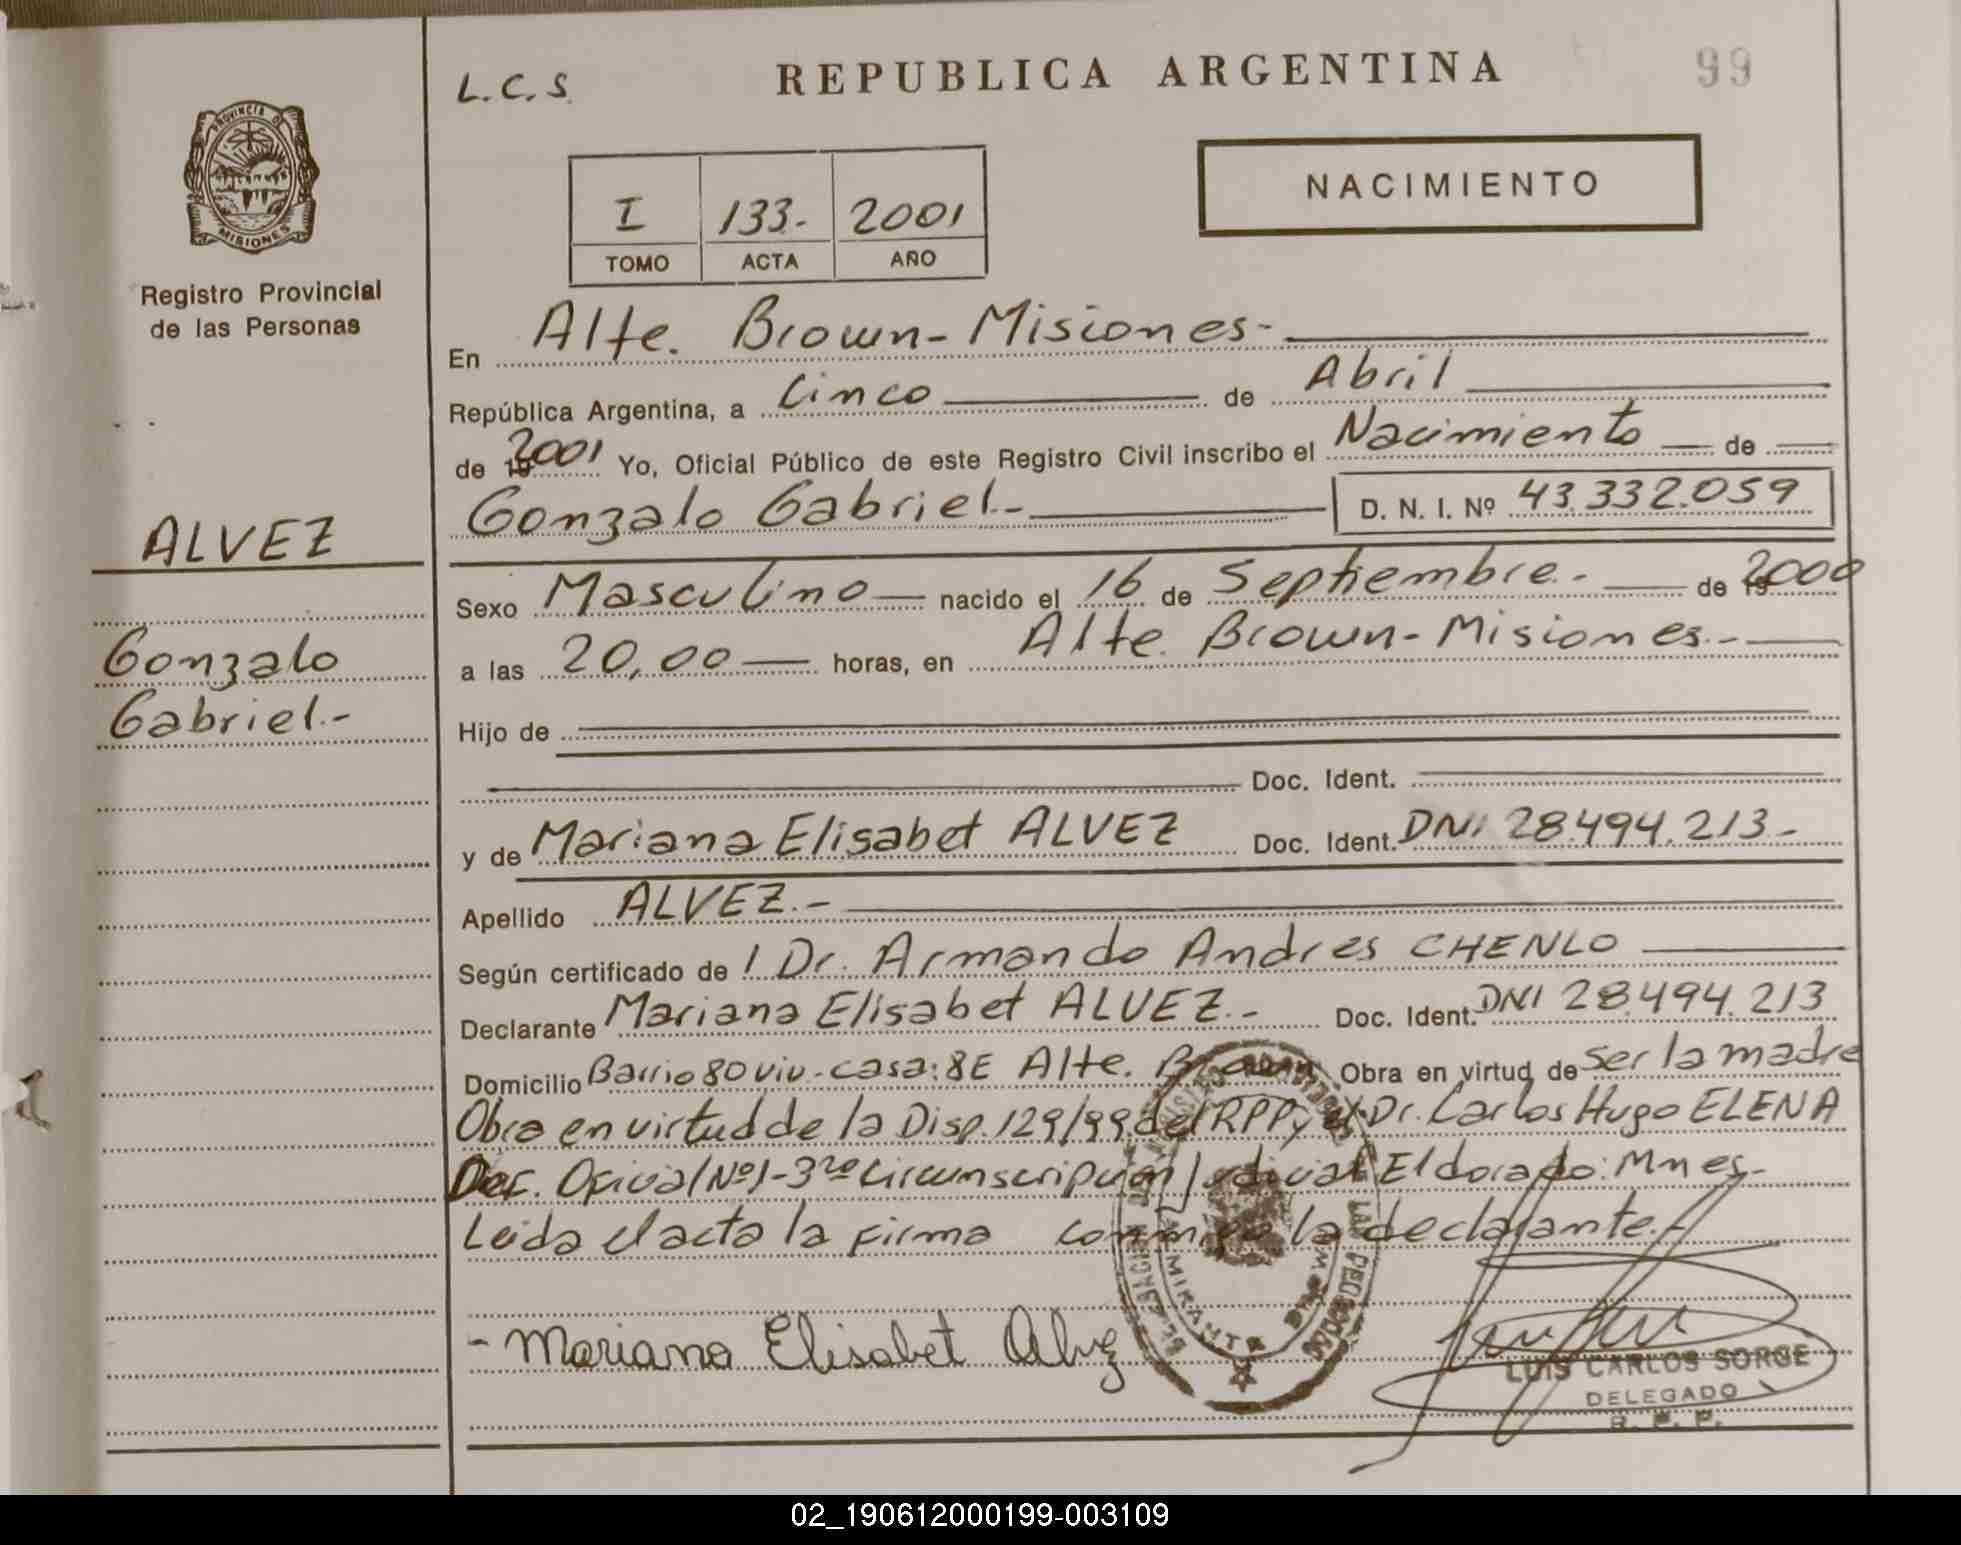 L.C.S.
REPUBLICA ARGENTINA
99
PROVINCIA DE
MISIONES
Registro Provincial
de las Personas
I 133.- 2001
TOMO ACTA AÑO
NACIMIENTO
En Alte. Brown - Misiones.-
República Argentina, a Cinco de Abril
de 2001 Yo, Oficial Público de este Registro Civil inscribo el Nacimiento de
Gonzalo Gabriel.- D. N. I. Nº 43.332.059
ALVEZ
Gonzalo
Gabriel.-
Sexo Masculino nacido el 16 de Septiembre.- de 2000
a las 20,00 horas, en Alte. Brown - Misiones.-
Hijo de
Doc. Ident.
y de Mariana Elisabet ALVEZ Doc. Ident. DNI 28.494.213.-
Apellido ALVEZ.-
Según certificado de Dr. Armando Andres CHENLO
Declarante Mariana Elisabet ALVEZ.- Doc. Ident. DNI 28.494.213
Domicilio Barrio 80 viv.- casa: 8E Alte. Brown Obra en virtud de ser la madre
Obra en virtud de la Disp. 129/99 del RPP y el Dr. Carlos Hugo ELENA
Def. Oficial Nº1 - 3ra circunscripción Judicial Eldorado: Mnes.-
Leida el acta la firma conmigo la declarante.-
- Mariana Elisabet Alvez
ALMIRANTE BROWN
LUIS CARLOS SORGE
DELEGADO
R. P. P.
02_190612000199-003109